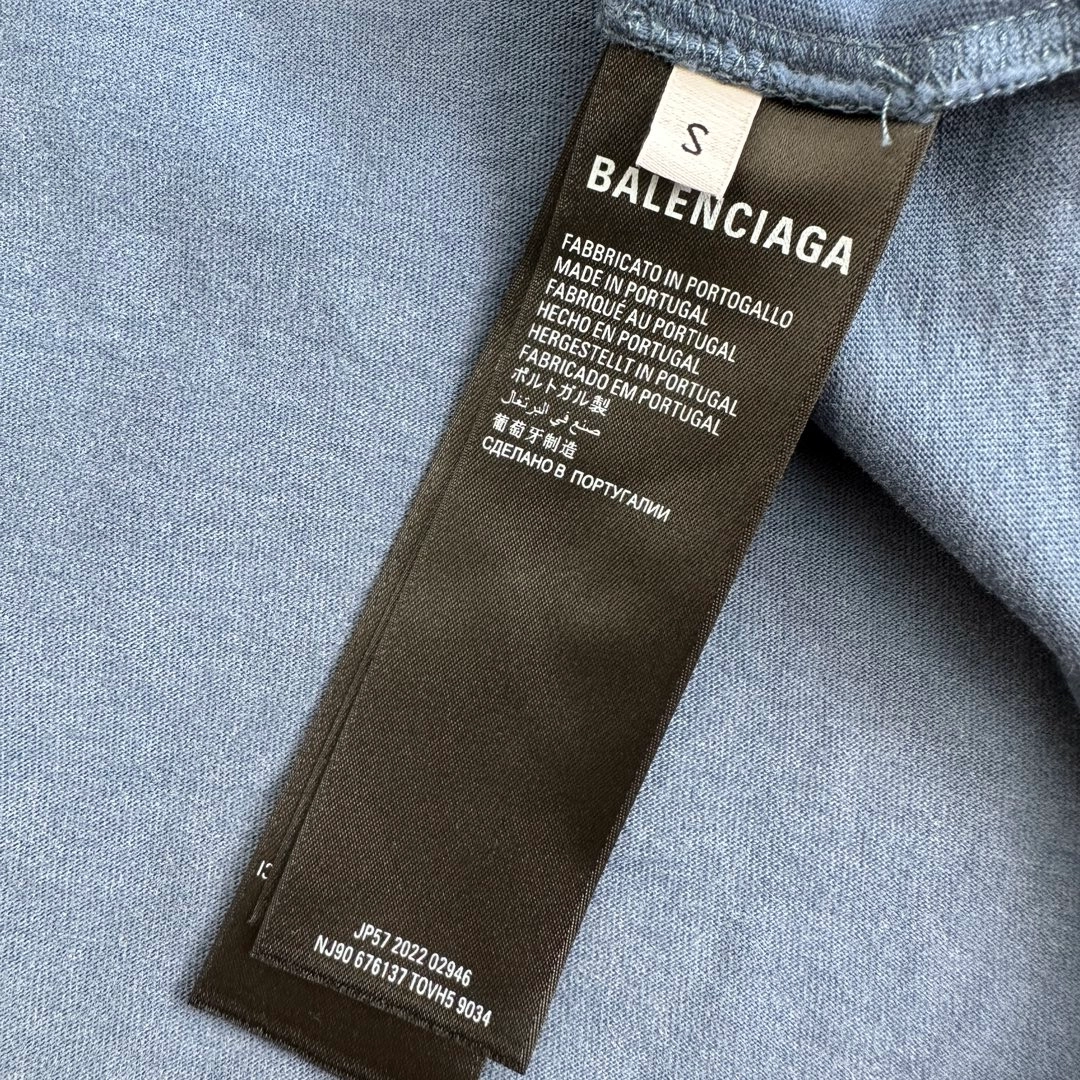 S
BALENCIAGA
FABBRICATO IN PORTOGALLO
MADE IN PORTUGAL
FABRIQUÉ AU PORTUGAL
HECHO EN PORTUGAL
HERGESTELLT IN PORTUGAL
FABRICADO EM PORTUGAL
ポルトガル製
صنع في البرتغال
葡萄牙制造
СДЕЛАНО В ПОРТУГАЛИИ
JP57 2022 02946
NJ90 676137 TOVH5 9034